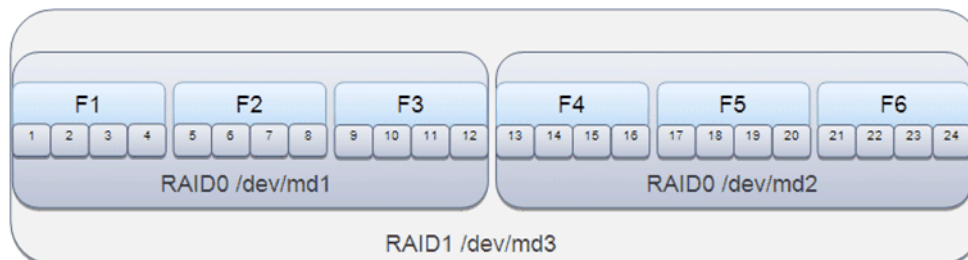 F1 F2 F3 F4 F5 F6
1 2 3 4 5 6 7 8 9 10 11 12 13 14 15 16 17 18 19 20 21 22 23 24
RAID0 /dev/md1 RAID0 /dev/md2
RAID1 /dev/md3